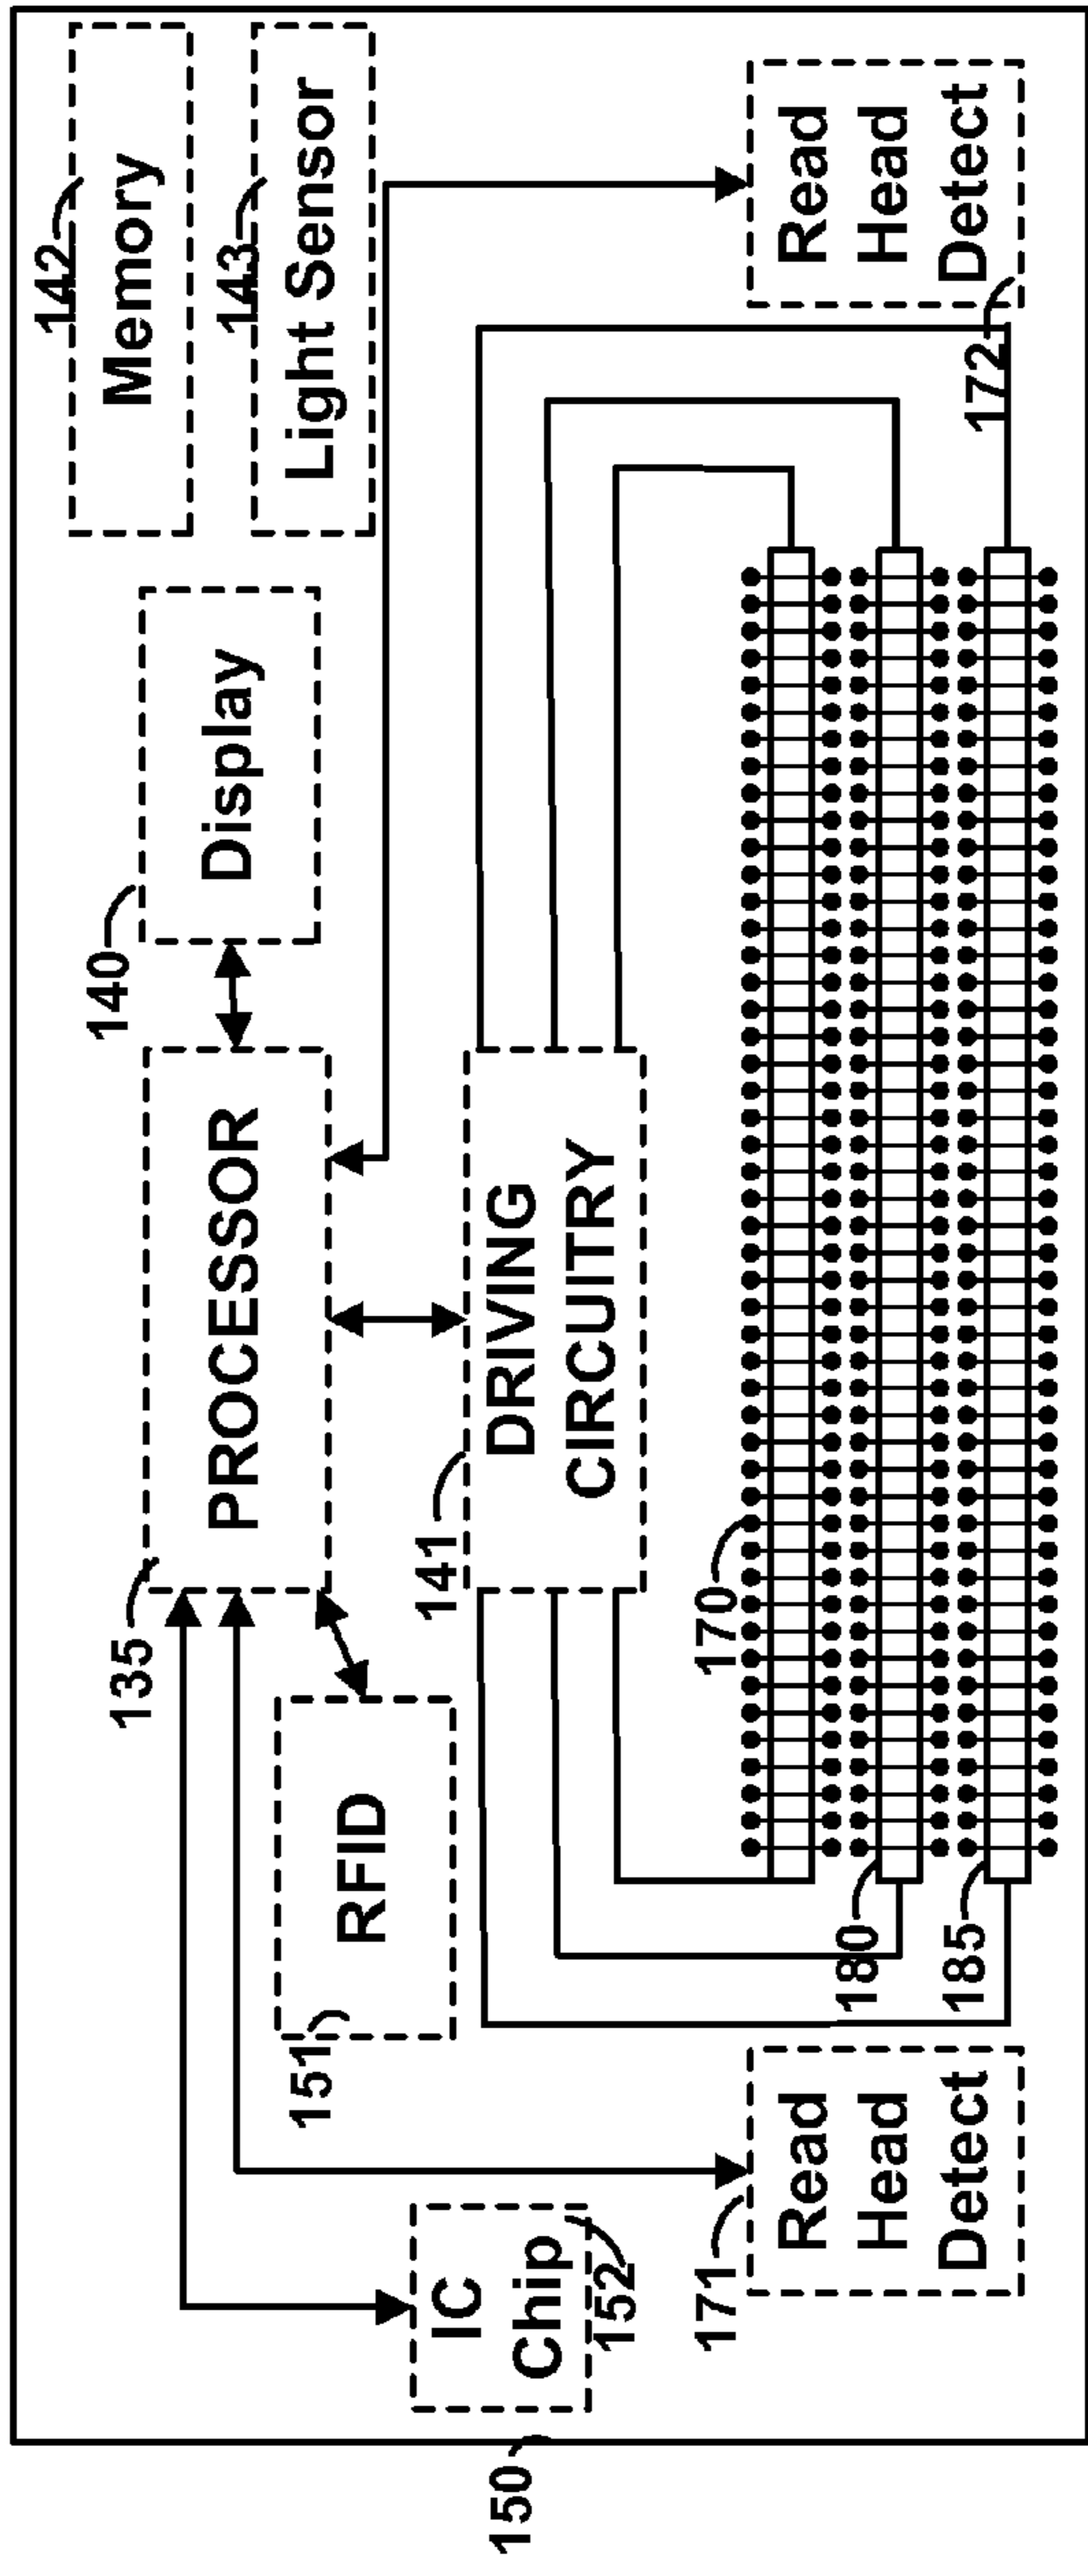 142
Memory
143
Light Sensor
140
Display
135
PROCESSOR
141
DRIVING
CIRCUITRY
151
RFID
IC
Chip
152
150
170
180
185
171
Read
Head
Detect
172
Read
Head
Detect